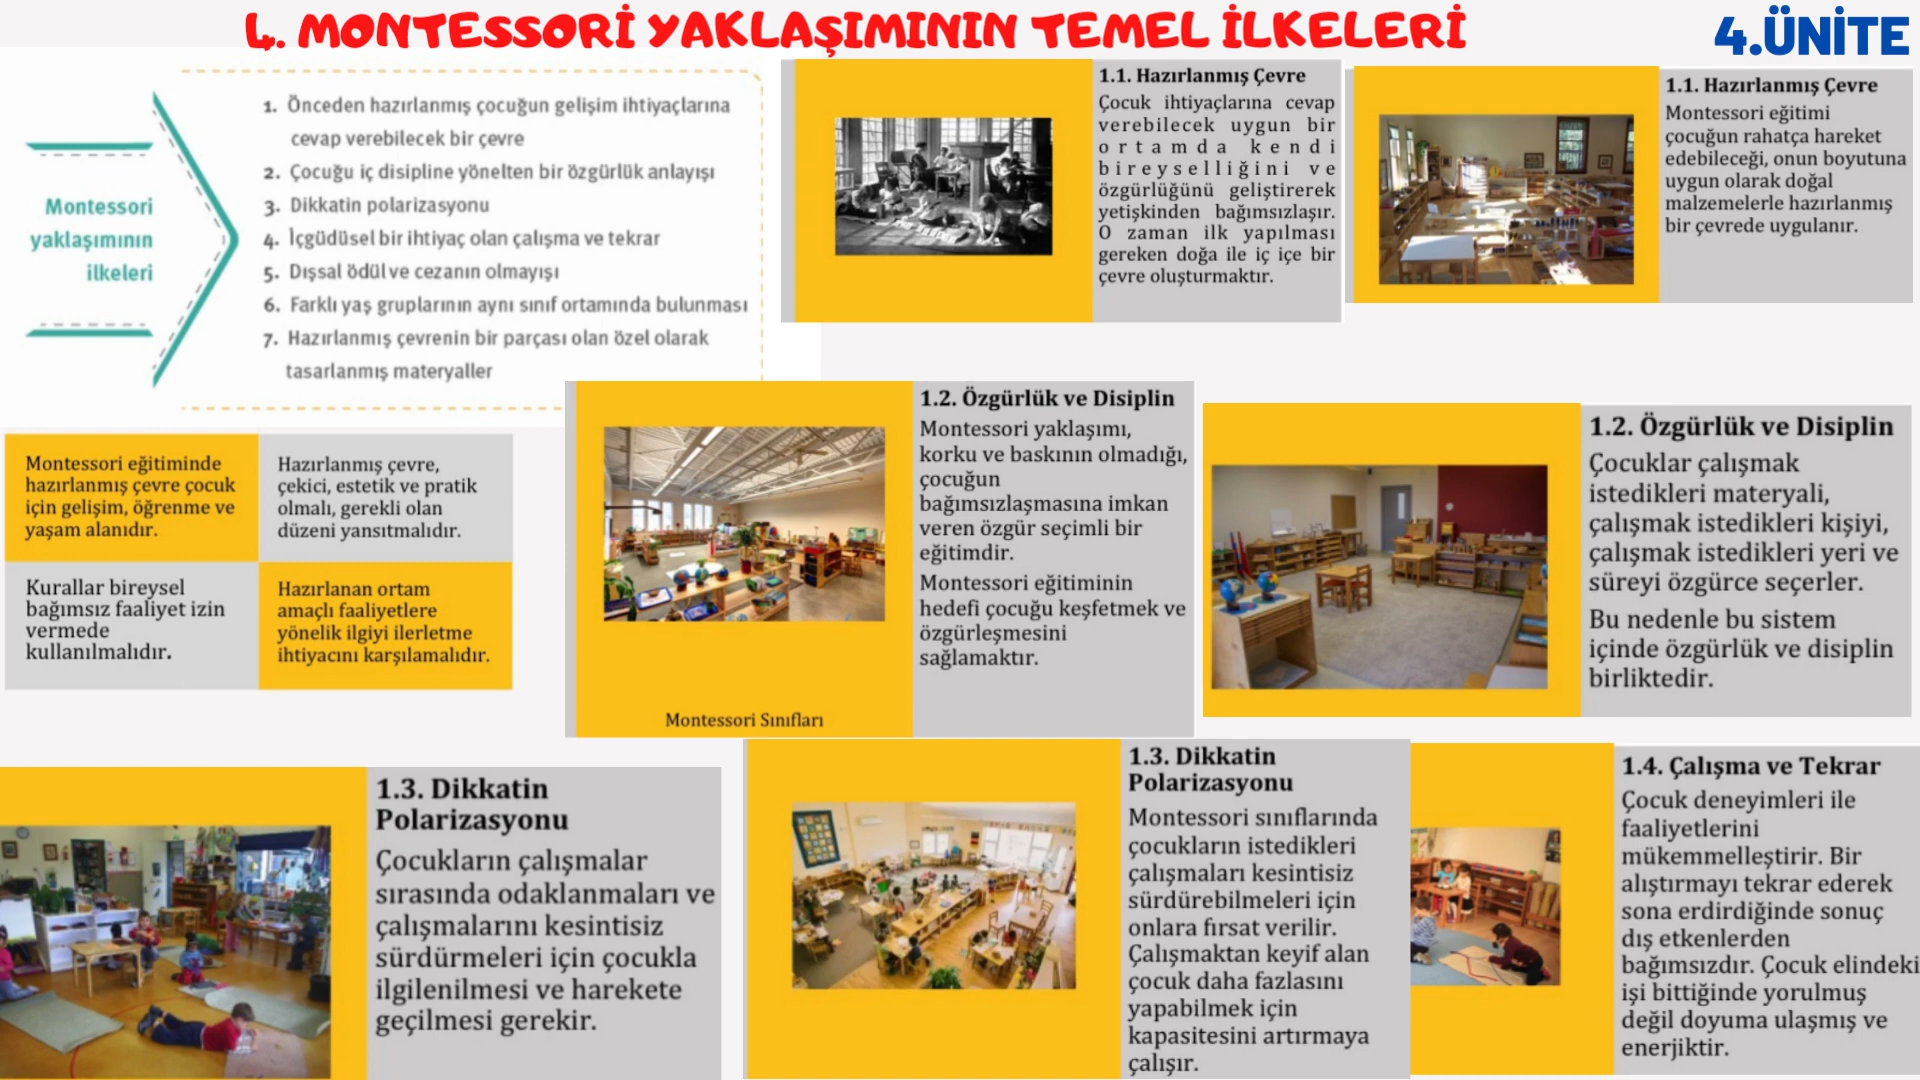 4. MONTESSORİ YAKLAŞIMININ TEMEL İLKELERİ
4.ÜNİTE
Montessori
yaklaşımının
ilkeleri
1. Önceden hazırlanmış çocuğun gelişim ihtiyaçlarına
cevap verebilecek bir çevre
2. Çocuğu iç disipline yönelten bir özgürlük anlayışı
3. Dikkatin polarizasyonu
4. İçgüdüsel bir ihtiyaç olan çalışma ve tekrar
5. Dışsal ödül ve cezanın olmayışı
6. Farklı yaş gruplarının aynı sınıf ortamında bulunması
7. Hazırlanmış çevrenin bir parçası olan özel olarak
tasarlanmış materyaller
1.1. Hazırlanmış Çevre
Çocuk ihtiyaçlarına cevap
verebilecek uygun bir
ortamda kendi
bireyselliğini ve
özgürlüğünü geliştirerek
yetişkinden bağımsızlaşır.
O zaman ilk yapılması
gereken doğa ile iç içe bir
çevre oluşturmaktır.
1.1. Hazırlanmış Çevre
Montessori eğitimi
çocuğun rahatça hareket
edebileceği, onun boyutuna
uygun olarak doğal
malzemelerle hazırlanmış
bir çevrede uygulanır.
Montessori eğitiminde
hazırlanmış çevre çocuk
için gelişim, öğrenme ve
yaşam alanıdır.
Hazırlanmış çevre,
çekici, estetik ve pratik
olmalı, gerekli olan
düzeni yansıtmalıdır.
Kurallar bireysel
bağımsız faaliyet izin
vermede
kullanılmalıdır.
Hazırlanan ortam
amaçlı faaliyetlere
yönelik ilgiyi ilerletme
ihtiyacını karşılamalıdır.
Montessori Sınıfları
1.2. Özgürlük ve Disiplin
Montessori yaklaşımı,
korku ve baskının olmadığı,
çocuğun
bağımsızlaşmasına imkan
veren özgür seçimli bir
eğitimdir.
Montessori eğitiminin
hedefi çocuğu keşfetmek ve
özgürleşmesini
sağlamaktır.
1.2. Özgürlük ve Disiplin
Çocuklar çalışmak
istedikleri materyali,
çalışmak istedikleri kişiyi,
çalışmak istedikleri yeri ve
süreyi özgürce seçerler.
Bu nedenle bu sistem
içinde özgürlük ve disiplin
birliktedir.
1.3. Dikkatin
Polarizasyonu
Çocukların çalışmalar
sırasında odaklanmaları ve
çalışmalarını kesintisiz
sürdürmeleri için çocukla
ilgilenilmesi ve harekete
geçilmesi gerekir.
1.3. Dikkatin
Polarizasyonu
Montessori sınıflarında
çocukların istedikleri
çalışmaları kesintisiz
sürdürebilmeleri için
onlara fırsat verilir.
Çalışmaktan keyif alan
çocuk daha fazlasını
yapabilmek için
kapasitesini artırmaya
çalışır.
1.4. Çalışma ve Tekrar
Çocuk deneyimleri ile
faaliyetlerini
mükemmelleştirir. Bir
alıştırmayı tekrar ederek
sona erdirdiğinde sonuç
dış etkenlerden
bağımsızdır. Çocuk elindeki
işi bittiğinde yorulmuş
değil doyuma ulaşmış ve
enerjiktir.